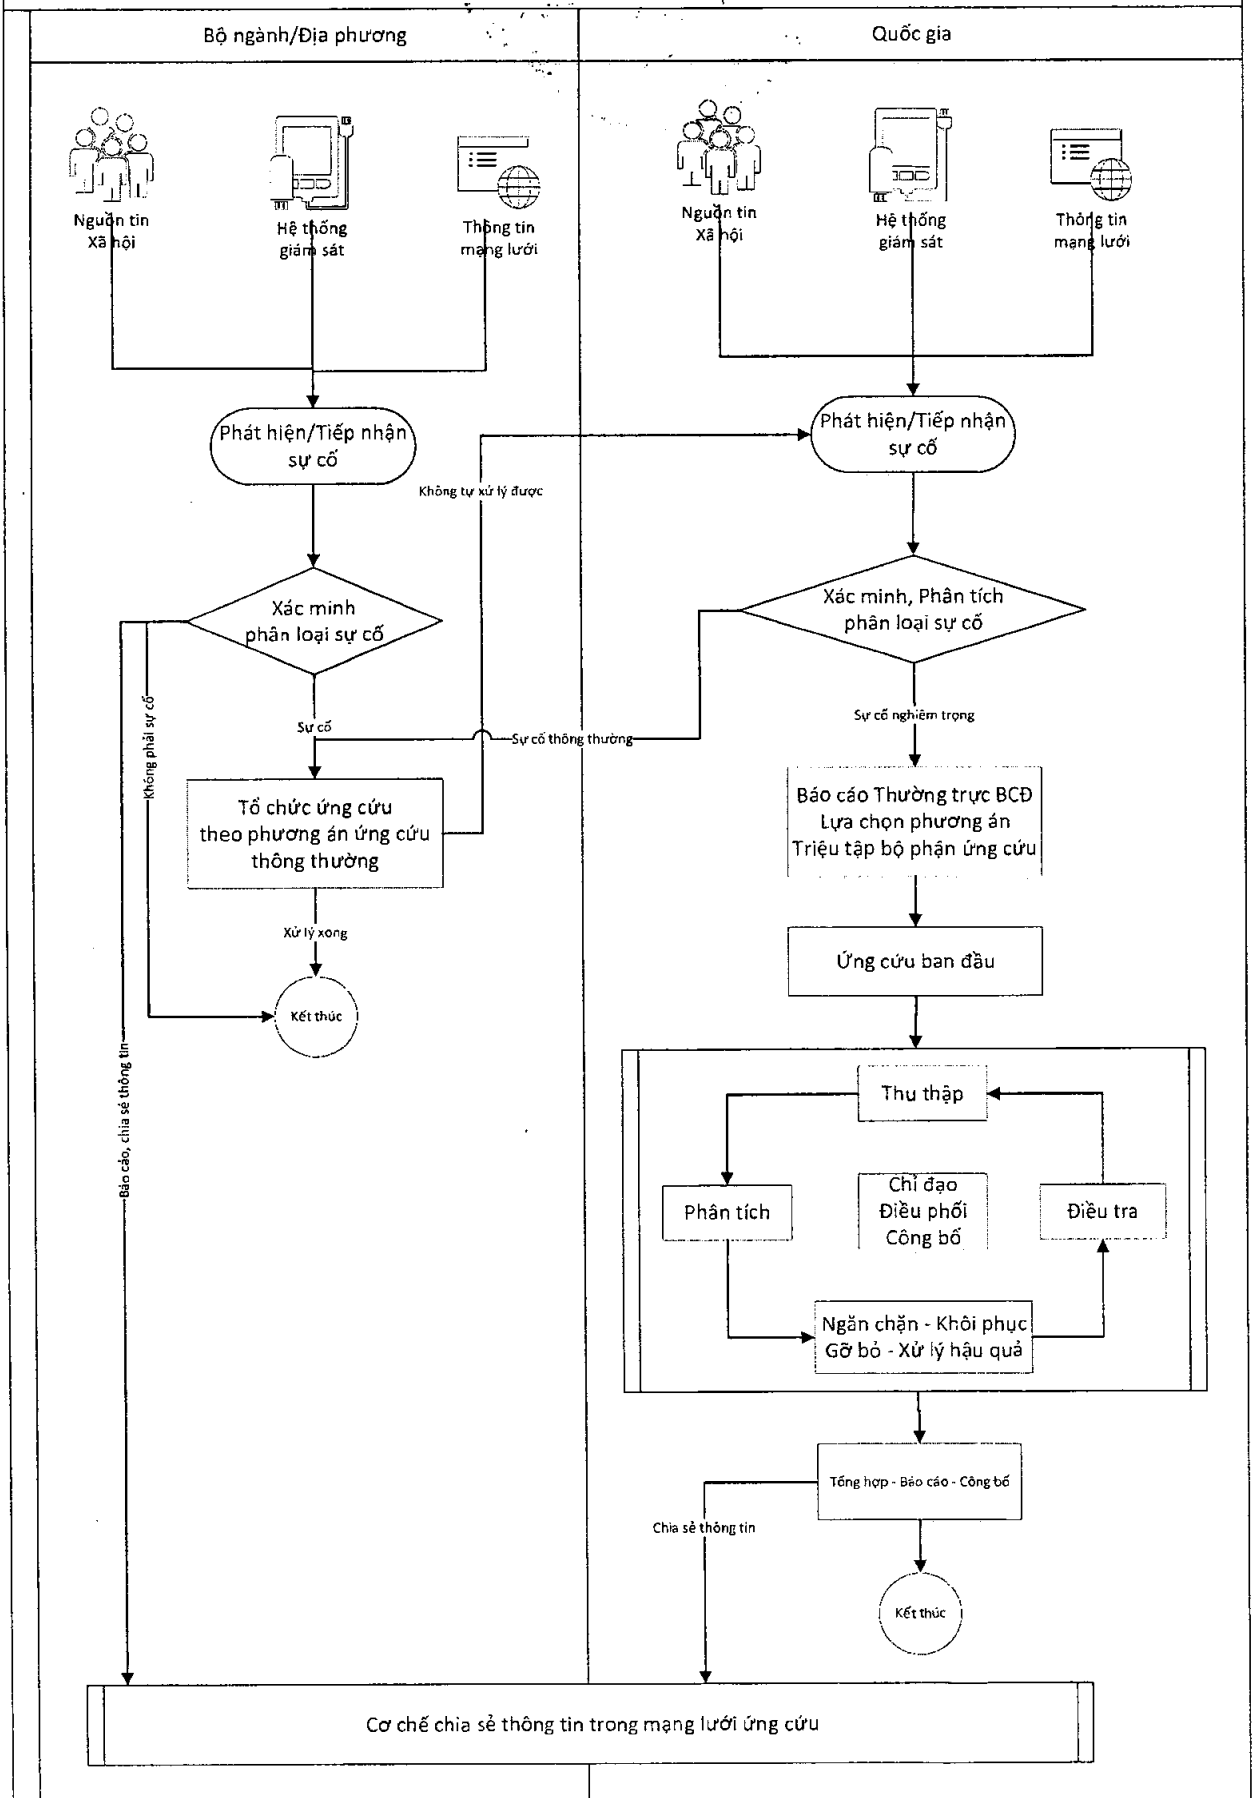 Bộ ngành/Địa phương
Quốc gia
Nguồn tin
Xã hội
Hệ thống
giám sát
Thông tin
mạng lưới
Nguồn tin
Xã hội
Hệ thống
giám sát
Thông tin
mạng lưới
Phát hiện/Tiếp nhận
sự cố
Phát hiện/Tiếp nhận
sự cố
Không tự xử lý được
Xác minh
phân loại sự cố
Xác minh, Phân tích
phân loại sự cố
Không phải sự cố
Sự cố
Sự cố thông thường
Sự cố nghiêm trọng
Tổ chức ứng cứu
theo phương án ứng cứu
thông thường
Báo cáo Thường trực BCĐ
Lựa chọn phương án
Triệu tập bộ phận ứng cứu
Xử lý xong
Ứng cứu ban đầu
Kết thúc
Báo cáo, chia sẻ thông tin
Thu thập
Phân tích
Chỉ đạo
Điều phối
Công bố
Điều tra
Ngăn chặn - Khôi phục
Gỡ bỏ - Xử lý hậu quả
Tổng hợp - Báo cáo - Công bố
Chia sẻ thông tin
Kết thúc
Cơ chế chia sẻ thông tin trong mạng lưới ứng cứu